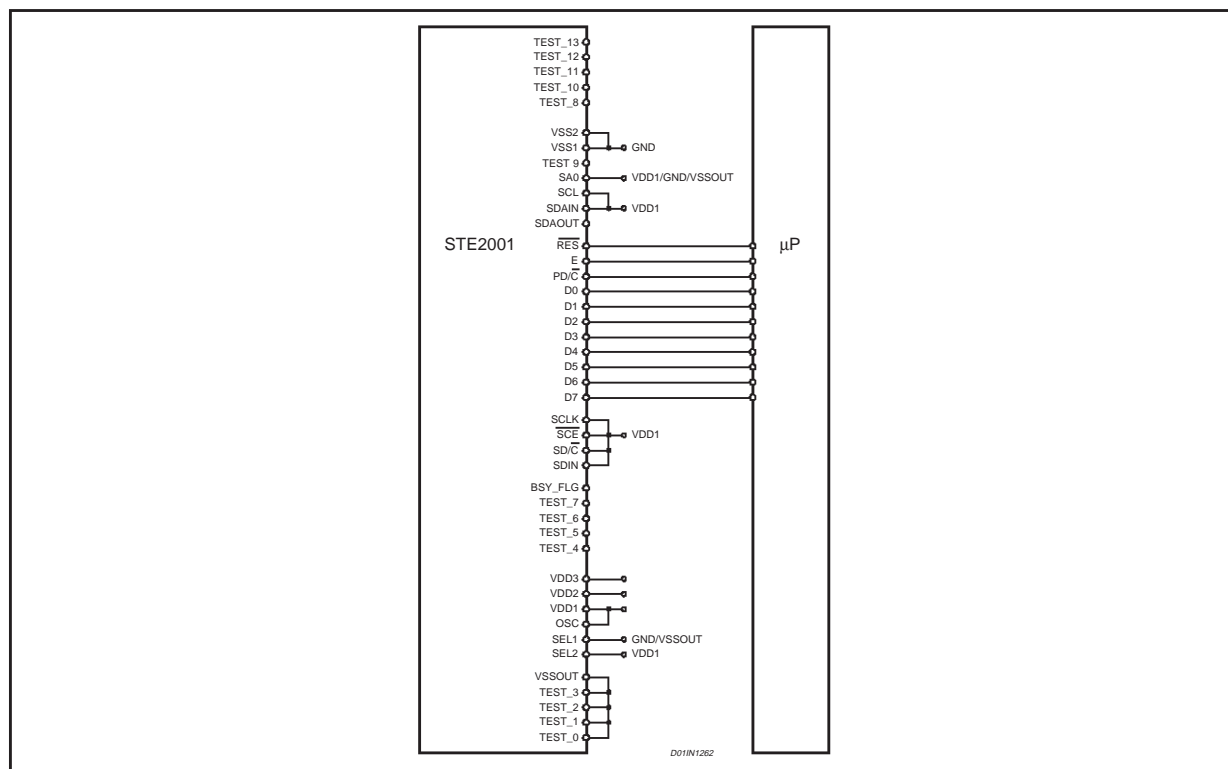 TEST_13
TEST_12
TEST_11
TEST_10
TEST_8
VSS2
VSS1 GND
TEST 9
SA0 VDD1/GND/VSSOUT
SCL
SDAIN VDD1
SDAOUT
STE2001 R̅E̅S̅ µP
E
PD/C̅
D0
D1
D2
D3
D4
D5
D6
D7
SCLK
S̅C̅E̅ VDD1
SD/C̅
SDIN
BSY_FLG
TEST_7
TEST_6
TEST_5
TEST_4
VDD3
VDD2
VDD1
OSC
SEL1 GND/VSSOUT
SEL2 VDD1
VSSOUT
TEST_3
TEST_2
TEST_1
TEST_0
D01IN1262